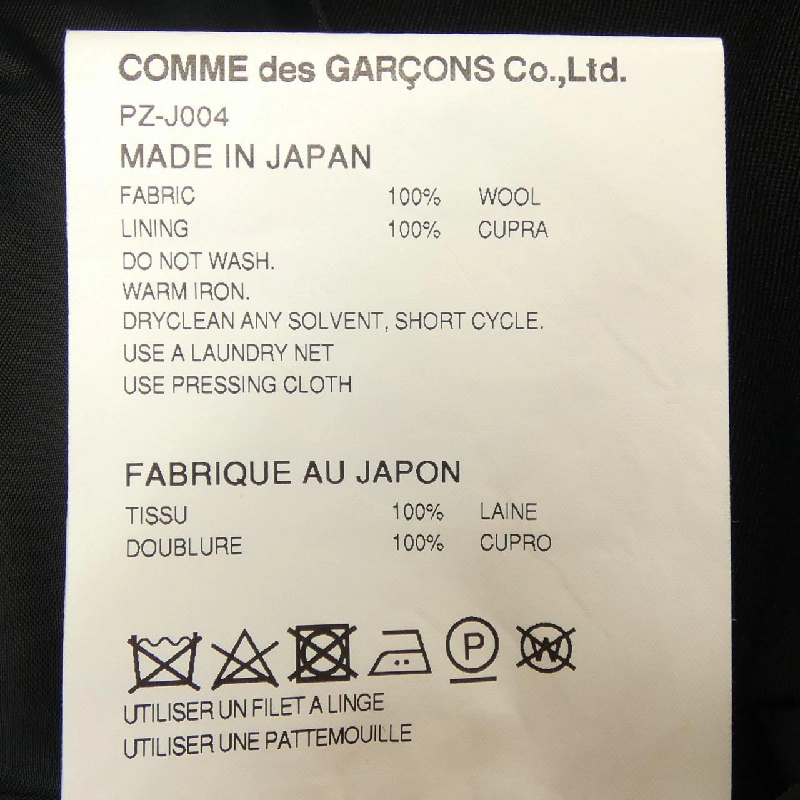 COMME des GARÇONS Co.,Ltd.
PZ-J004
MADE IN JAPAN
FABRIC 100% WOOL
LINING 100% CUPRA
DO NOT WASH.
WARM IRON.
DRYCLEAN ANY SOLVENT, SHORT CYCLE.
USE A LAUNDRY NET
USE PRESSING CLOTH
FABRIQUE AU JAPON
TISSU 100% LAINE
DOUBLURE 100% CUPRO
P W
UTILISER UN FILET A LINGE
UTILISER UNE PATTEMOUILLE